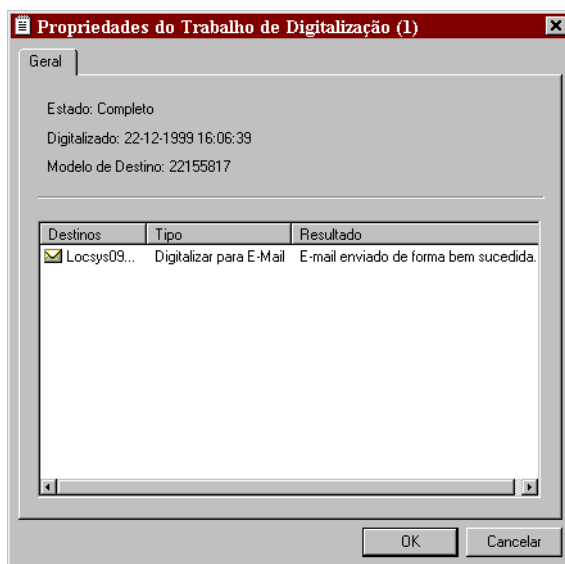 Propriedades do Trabalho de Digitalização (1)
Geral
Estado: Completo
Digitalizado: 22-12-1999 16:06:39
Modelo de Destino: 22155817
Destinos Tipo Resultado
Locsys09... Digitalizar para E-Mail E-mail enviado de forma bem sucedida.
OK Cancelar